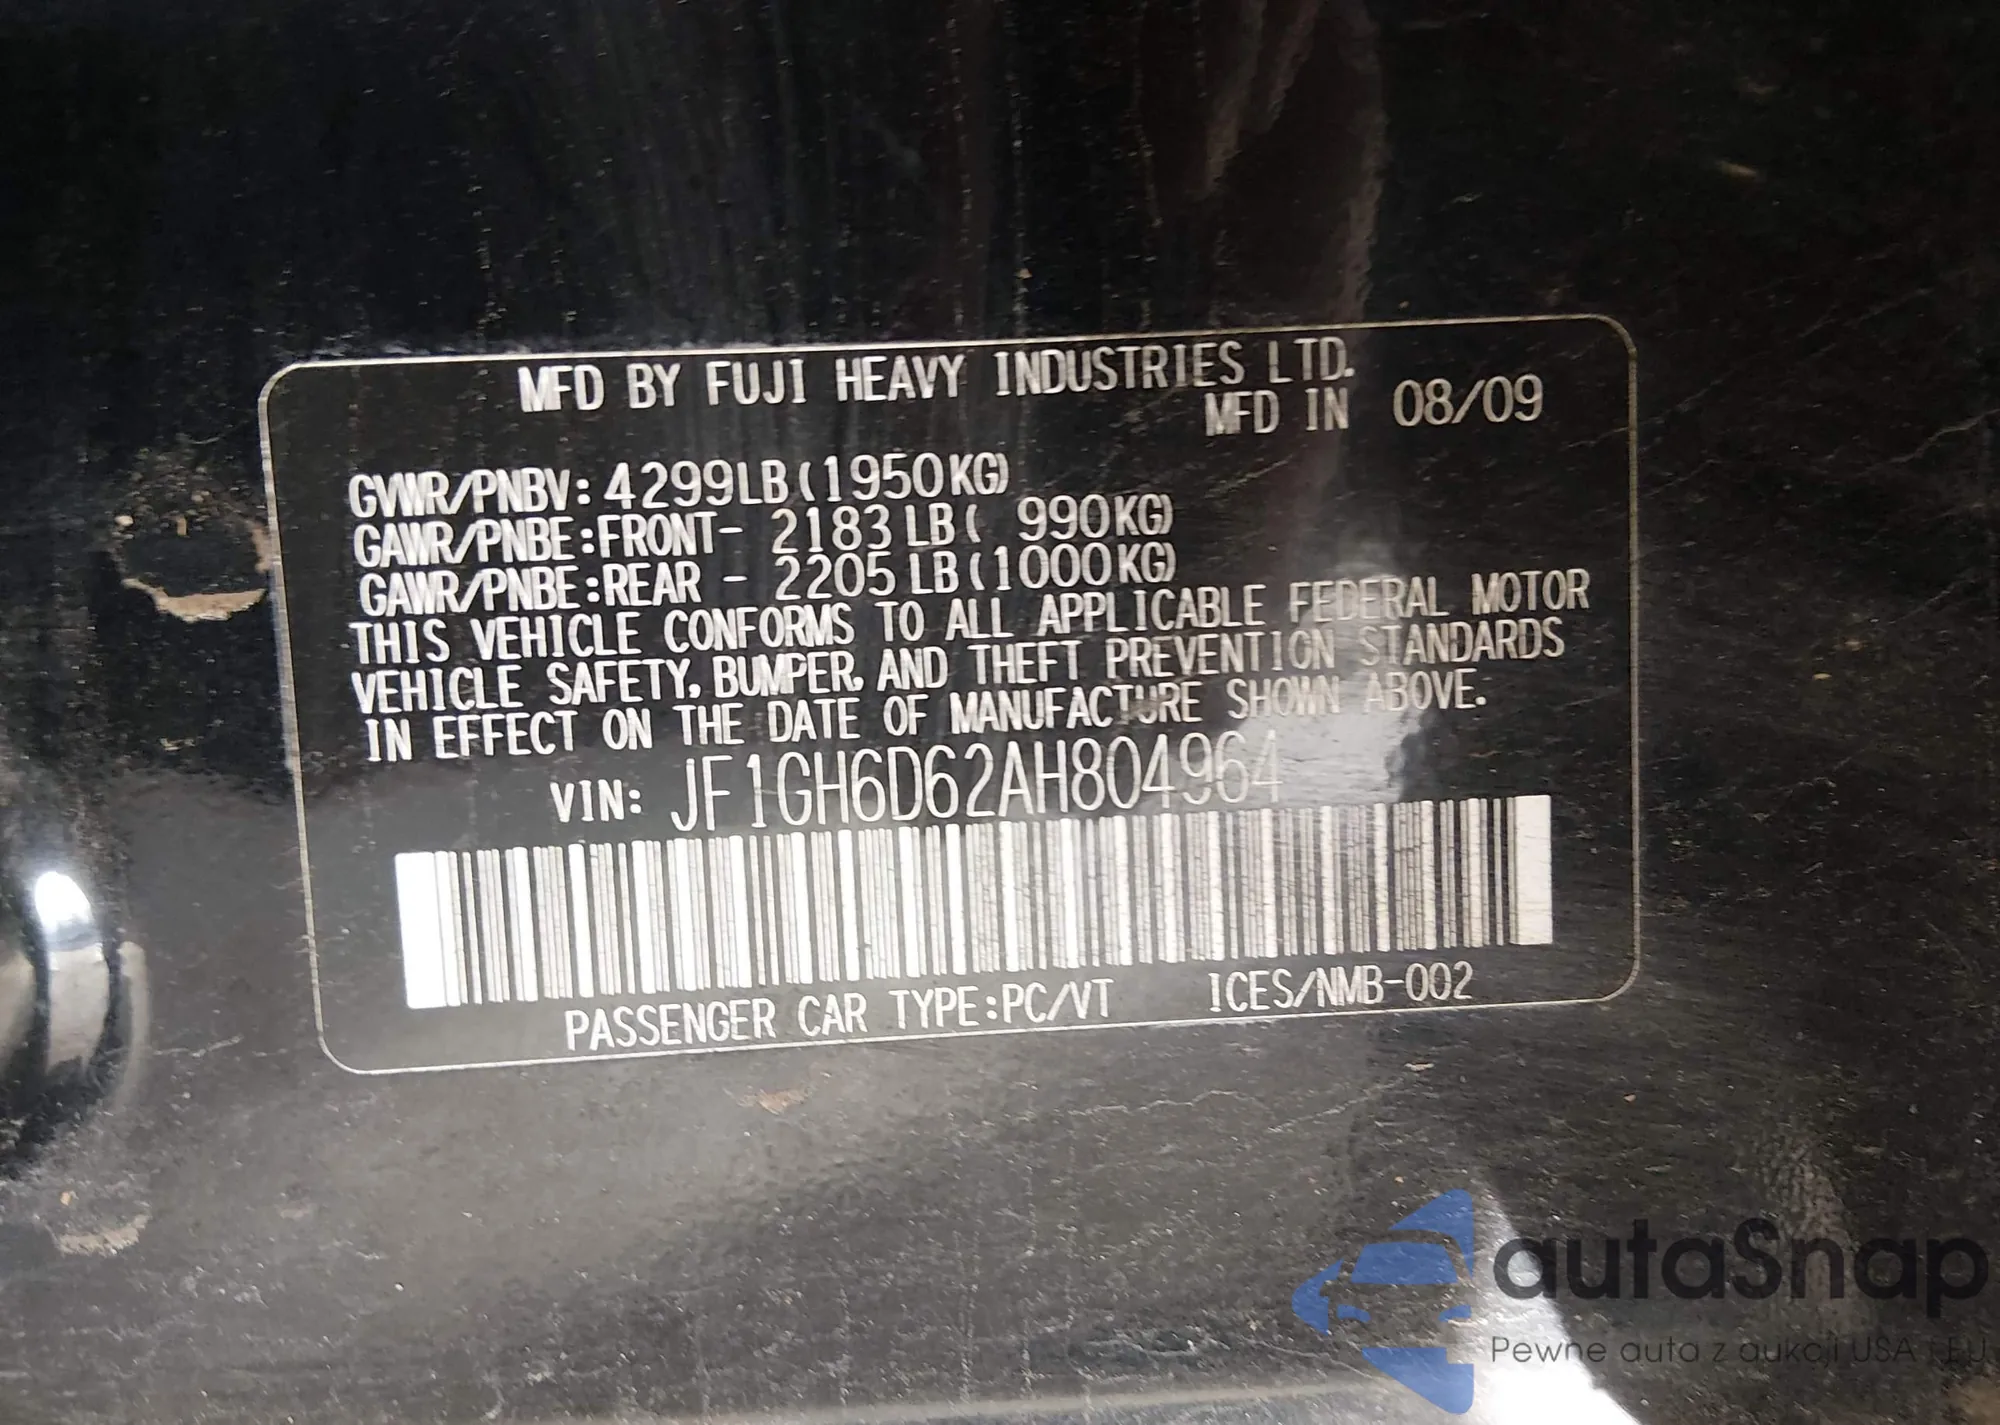 MFD BY FUJI HEAVY INDUSTRIES LTD.
MFD IN 08/09
GVWR/PNBV:4299LB(1950KG)
GAWR/PNBE:FRONT- 2183LB( 990KG)
GAWR/PNBE:REAR - 2205LB(1000KG)
THIS VEHICLE CONFORMS TO ALL APPLICABLE FEDERAL MOTOR
VEHICLE SAFETY, BUMPER, AND THEFT PREVENTION STANDARDS
IN EFFECT ON THE DATE OF MANUFACTURE SHOWN ABOVE.
VIN: JF1GH6D62AH804964
PASSENGER CAR TYPE:PC/VT ICES/NMB-002
autaSnap
Pewne auta z aukcji USA i EU